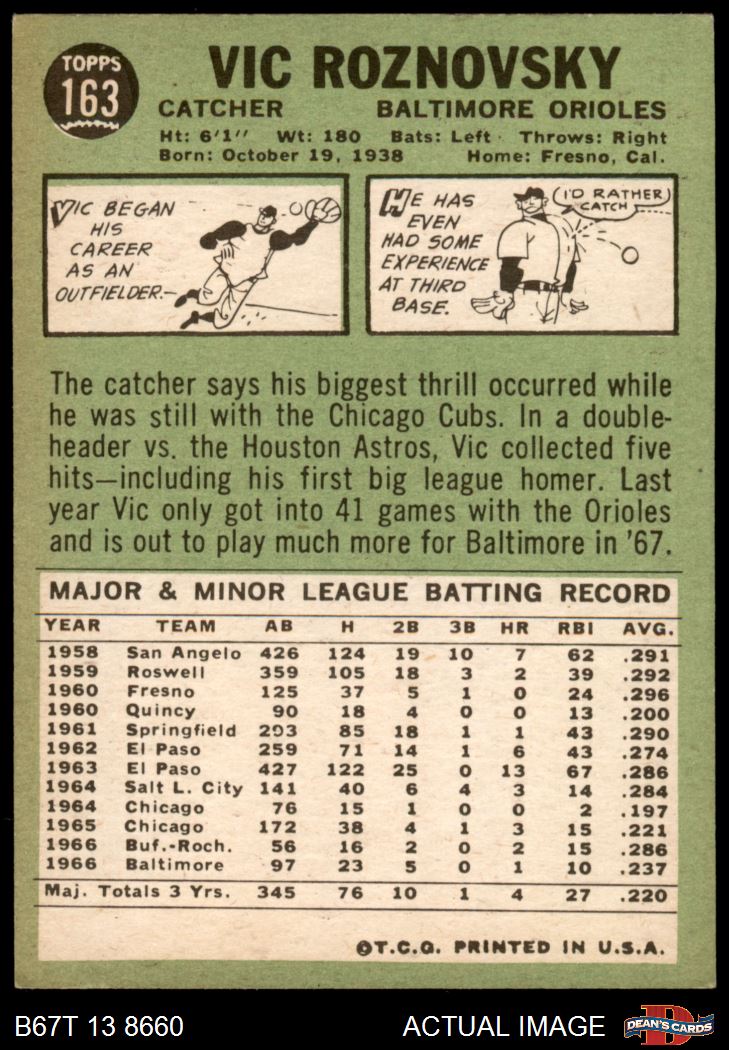 TOPPS
163
VIC ROZNOVSKY
CATCHER BALTIMORE ORIOLES
Ht: 6'1" Wt: 180 Bats: Left Throws: Right
Born: October 19, 1938 Home: Fresno, Cal.
VIC BEGAN
HIS
CAREER
AS AN
OUTFIELDER—
HE HAS
EVEN
HAD SOME
EXPERIENCE
AT THIRD
BASE.
I'D RATHER
CATCH
The catcher says his biggest thrill occurred while
he was still with the Chicago Cubs. In a double-
header vs. the Houston Astros, Vic collected five
hits—including his first big league homer. Last
year Vic only got into 41 games with the Orioles
and is out to play much more for Baltimore in '67.
MAJOR & MINOR LEAGUE BATTING RECORD
YEAR TEAM AB H 2B 3B HR RBI AVG.
1958 San Angelo 426 124 19 10 7 62 .291
1959 Roswell 359 105 18 3 2 39 .292
1960 Fresno 125 37 5 1 0 24 .296
1960 Quincy 90 18 4 0 0 13 .200
1961 Springfield 293 85 18 1 1 43 .290
1962 El Paso 259 71 14 1 6 43 .274
1963 El Paso 427 122 25 0 13 67 .286
1964 Salt L. City 141 40 6 4 3 14 .284
1964 Chicago 76 15 1 0 0 2 .197
1965 Chicago 172 38 4 1 3 15 .221
1966 Buf.-Roch. 56 16 2 0 2 15 .286
1966 Baltimore 97 23 5 0 1 10 .237
Maj. Totals 3 Yrs. 345 76 10 1 4 27 .220
©T.C.G. PRINTED IN U.S.A.
B67T 13 8660 ACTUAL IMAGE
D
DEAN'S CARDS